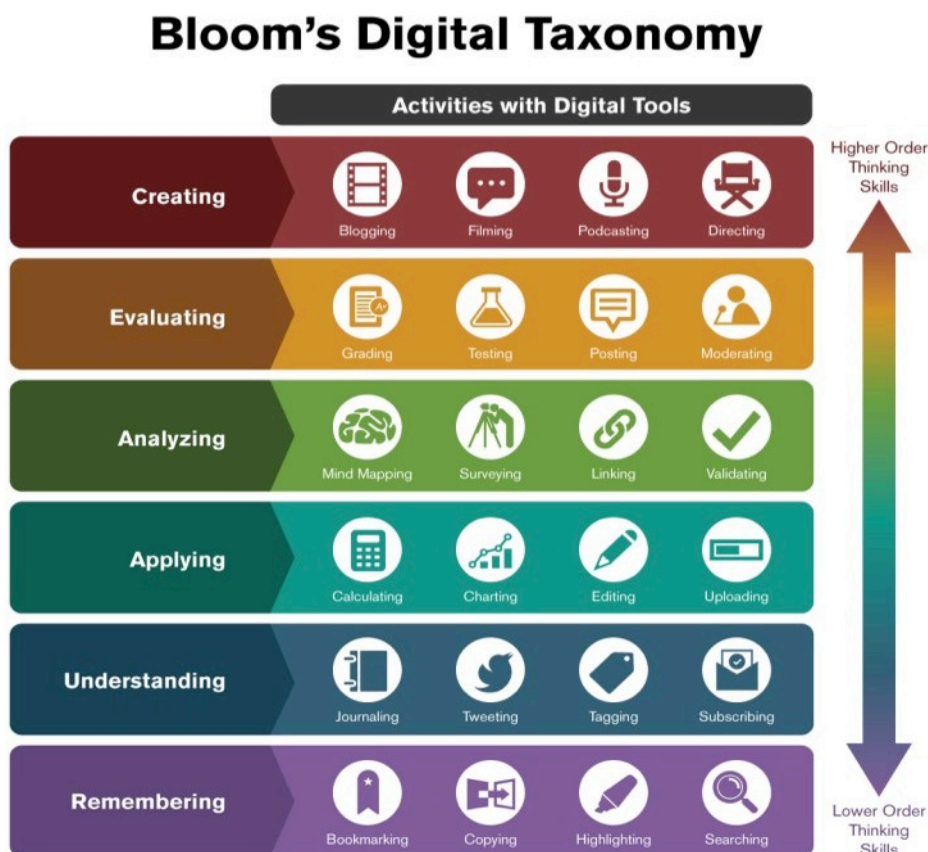 Bloom's Digital Taxonomy
Activities with Digital Tools
Higher Order
Thinking
Skills
Creating
Blogging Filming Podcasting Directing
Evaluating
A+
Grading Testing Posting Moderating
Analyzing
Mind Mapping Surveying Linking Validating
Applying
Calculating Charting Editing Uploading
Understanding
Journaling Tweeting Tagging Subscribing
Remembering
Bookmarking Copying Highlighting Searching
Lower Order
Thinking
Skills